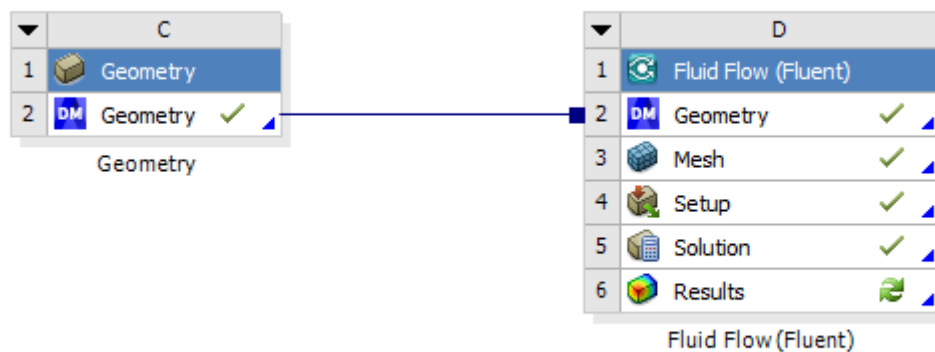 C
1 Geometry
2 DM Geometry
Geometry
D
1 Fluid Flow (Fluent)
2 DM Geometry
3 Mesh
4 Setup
5 Solution
6 Results
Fluid Flow (Fluent)